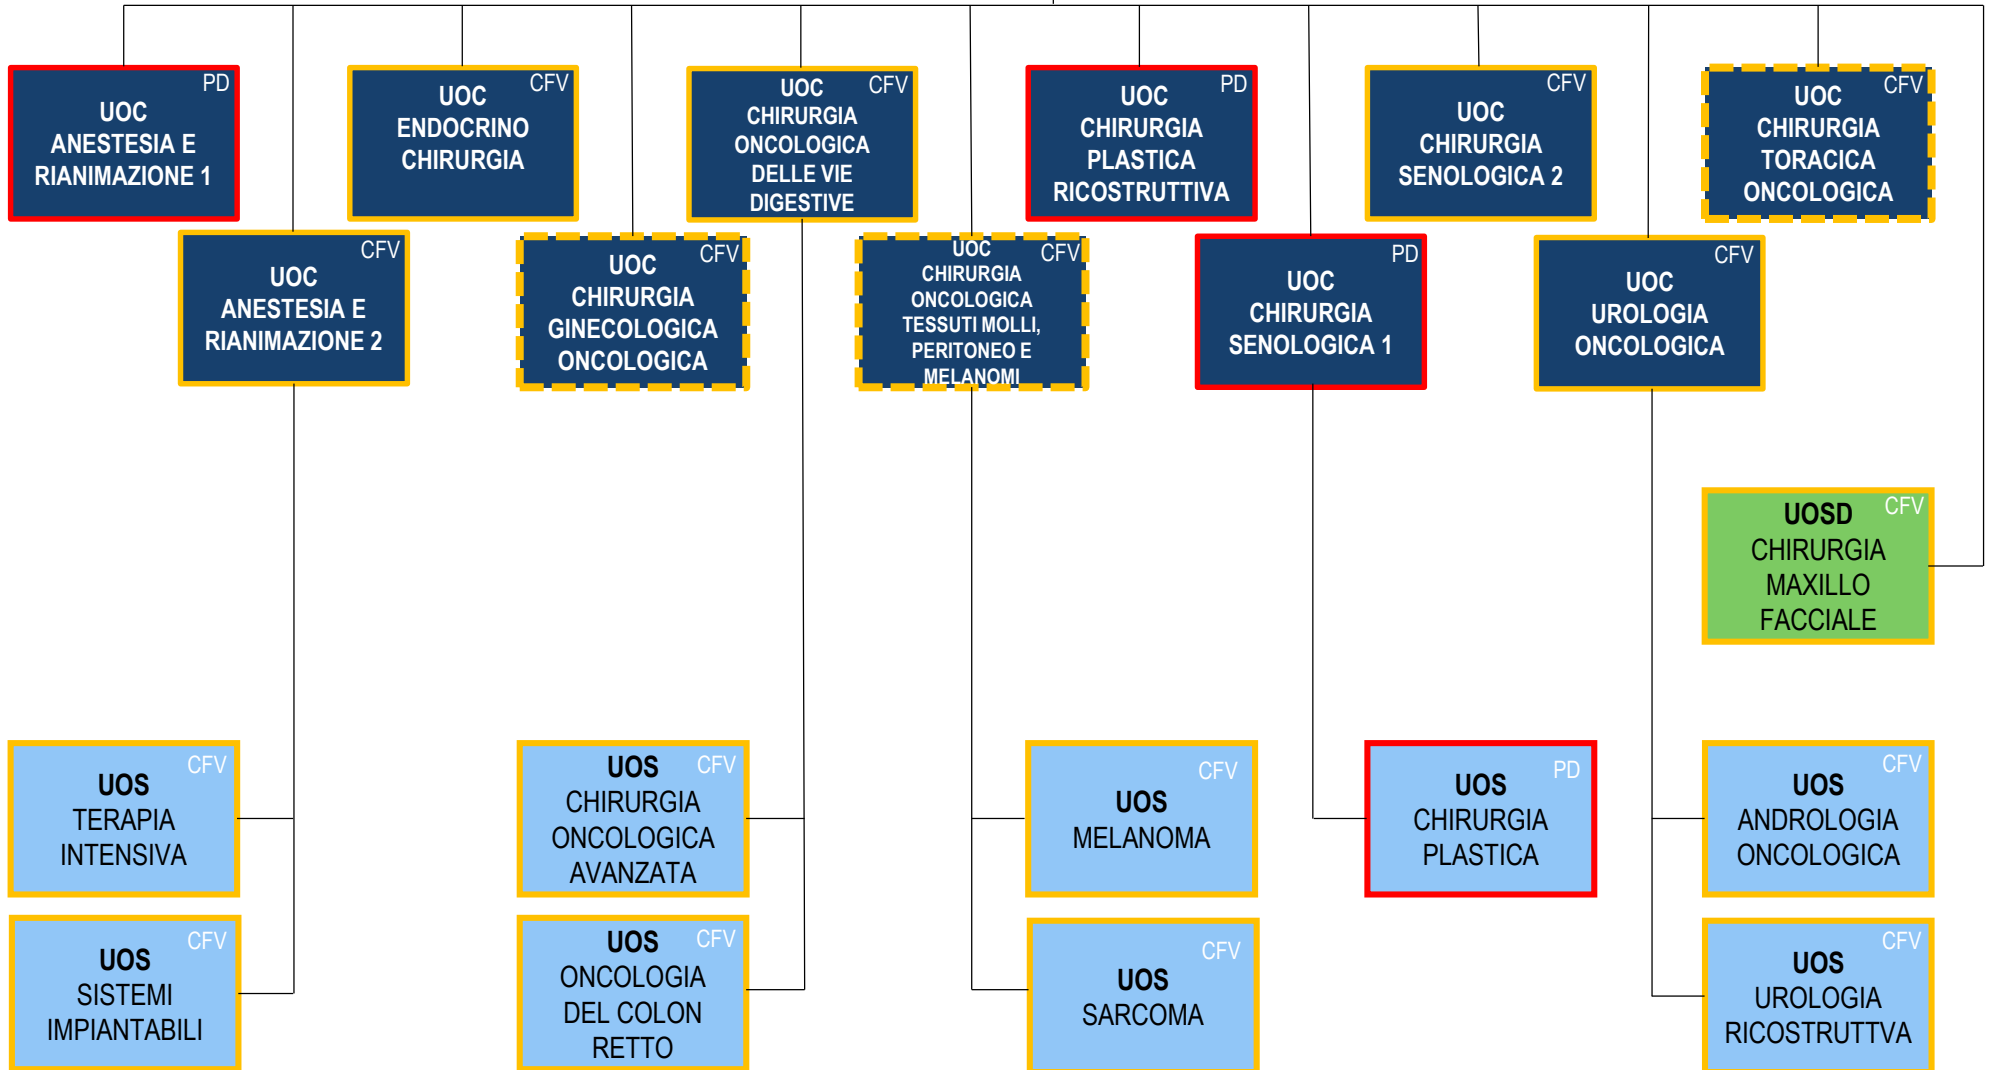 PD
UOC
ANESTESIA E
RIANIMAZIONE 1
CFV
UOC
ENDOCRINO
CHIRURGIA
CFV
UOC
CHIRURGIA
ONCOLOGICA
DELLE VIE
DIGESTIVE
PD
UOC
CHIRURGIA
PLASTICA
RICOSTRUTTIVA
CFV
UOC
CHIRURGIA
SENOLOGICA 2
CFV
UOC
CHIRURGIA
TORACICA
ONCOLOGICA
CFV
UOC
ANESTESIA E
RIANIMAZIONE 2
CFV
UOC
CHIRURGIA
GINECOLOGICA
ONCOLOGICA
CFV
UOC
CHIRURGIA
ONCOLOGICA
TESSUTI MOLLI,
PERITONEO E
MELANOMI
PD
UOC
CHIRURGIA
SENOLOGICA 1
CFV
UOC
UROLOGIA
ONCOLOGICA
CFV
UOSD
CHIRURGIA
MAXILLO
FACCIALE
CFV
UOS
TERAPIA
INTENSIVA
CFV
UOS
CHIRURGIA
ONCOLOGICA
AVANZATA
CFV
UOS
MELANOMA
PD
UOS
CHIRURGIA
PLASTICA
CFV
UOS
ANDROLOGIA
ONCOLOGICA
CFV
UOS
SISTEMI
IMPIANTABILI
CFV
UOS
ONCOLOGIA
DEL COLON
RETTO
CFV
UOS
SARCOMA
CFV
UOS
UROLOGIA
RICOSTRUTTVA